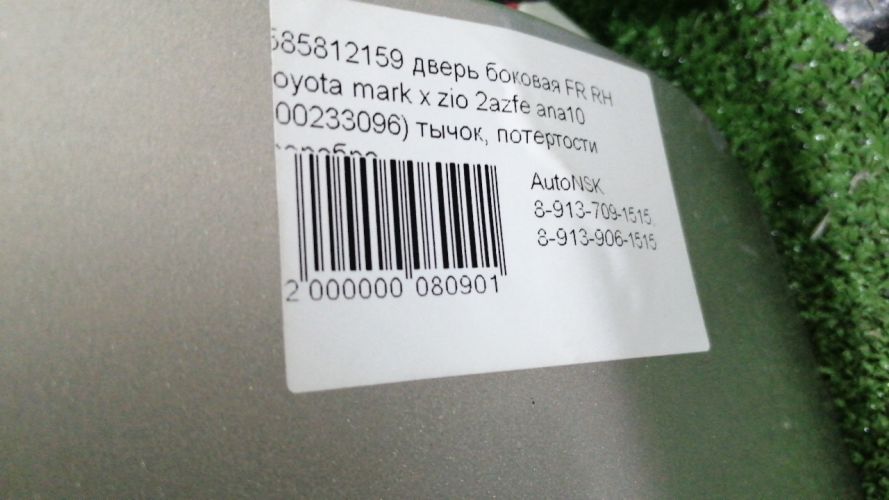 585812159 дверь боковая FR RH
oyota mark x zio 2azfe ana10
00233096) тычок, потертости
AutoNSK
8-913-709-1515
8-913-906-1515
2 000000 080901